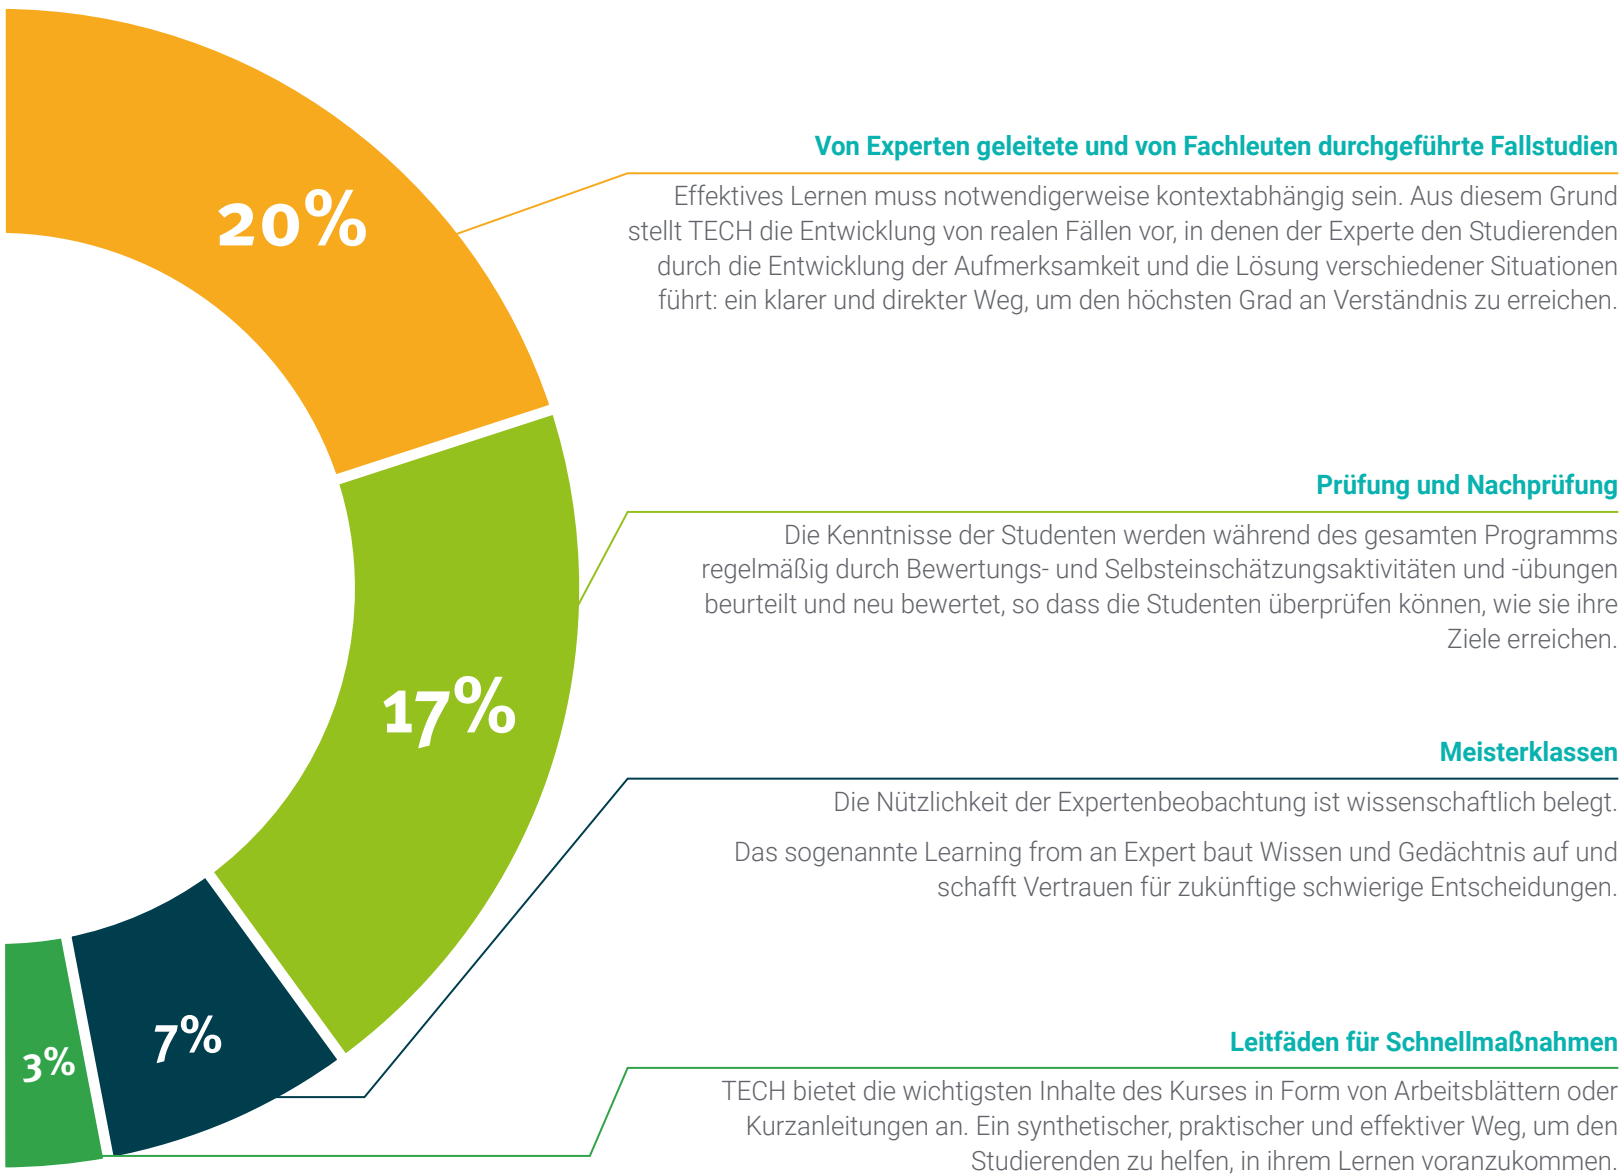 20%
17%
7%
3%
Von Experten geleitete und von Fachleuten durchgeführte Fallstudien
Effektives Lernen muss notwendigerweise kontextabhängig sein. Aus diesem Grund
stellt TECH die Entwicklung von realen Fällen vor, in denen der Experte den Studierenden
durch die Entwicklung der Aufmerksamkeit und die Lösung verschiedener Situationen
führt: ein klarer und direkter Weg, um den höchsten Grad an Verständnis zu erreichen.
Prüfung und Nachprüfung
Die Kenntnisse der Studenten werden während des gesamten Programms
regelmäßig durch Bewertungs- und Selbsteinschätzungsaktivitäten und -übungen
beurteilt und neu bewertet, so dass die Studenten überprüfen können, wie sie ihre
Ziele erreichen.
Meisterklassen
Die Nützlichkeit der Expertenbeobachtung ist wissenschaftlich belegt.
Das sogenannte Learning from an Expert baut Wissen und Gedächtnis auf und
schafft Vertrauen für zukünftige schwierige Entscheidungen.
Leitfäden für Schnellmaßnahmen
TECH bietet die wichtigsten Inhalte des Kurses in Form von Arbeitsblättern oder
Kurzanleitungen an. Ein synthetischer, praktischer und effektiver Weg, um den
Studierenden zu helfen, in ihrem Lernen voranzukommen.